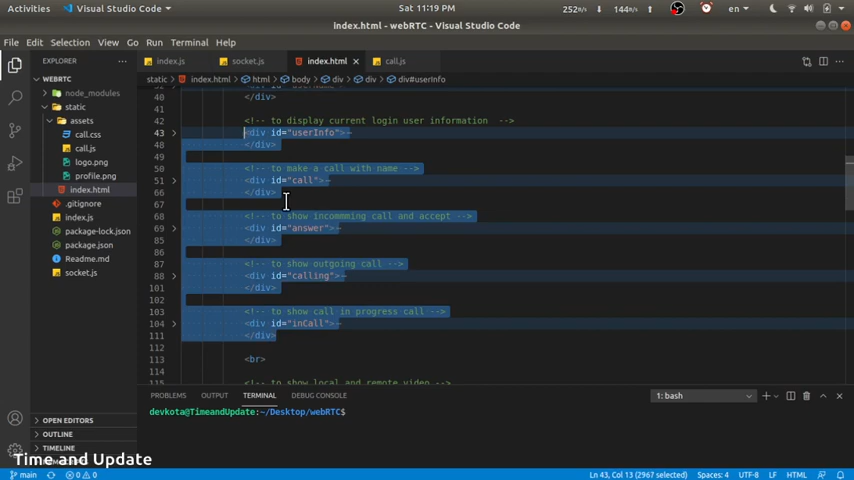 Activities Visual Studio Code Sat 11:19 PM 252% 144% en
index.html - webRTC - Visual Studio Code
File Edit Selection View Go Run Terminal Help
EXPLORER
WEBRTC
node_modules
static
assets
call.css
call.js
logo.png
profile.png
index.html
.gitignore
index.js
package-lock.json
package.json
Readme.md
socket.js
OPEN EDITORS
OUTLINE
TIMELINE
NPM SCRIPTS
index.js socket.js index.html call.js
static > index.html > html > body > div > div > div#userInfo
40 </div>
41
42 <!-- to display current login user information -->
43 <div id="userInfo">
48 </div>
49
50 <!-- to make a call with name -->
51 <div id="call">
66 </div>
67
68 <!-- to show incommming call and accept -->
69 <div id="answer">
85 </div>
86
87 <!-- to show outgoing call -->
88 <div id="calling">
101 </div>
102
103 <!-- to show call in progress call -->
104 <div id="inCall">
111 </div>
112
113 <br>
114
115 <!-- to show local and remote video -->
PROBLEMS OUTPUT TERMINAL DEBUG CONSOLE 1: bash
devkota@TimeandUpdate:~/Desktop/webRTC$
Time and Update
main 0 0 Ln 43, Col 13 (2967 selected) Spaces: 4 UTF-8 LF HTML